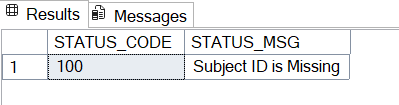 Results Messages
STATUS_CODE STATUS_MSG
1 100 Subject ID is Missing